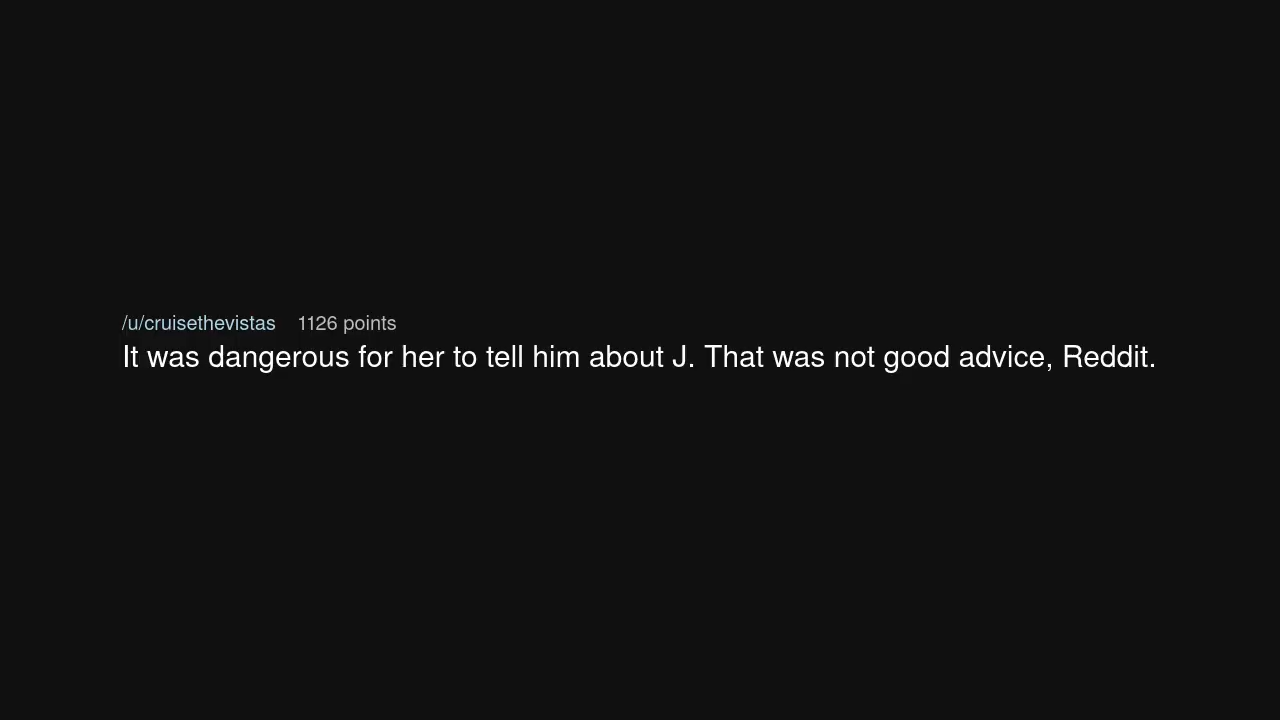 /u/cruisethevistas 1126 points
It was dangerous for her to tell him about J. That was not good advice, Reddit.